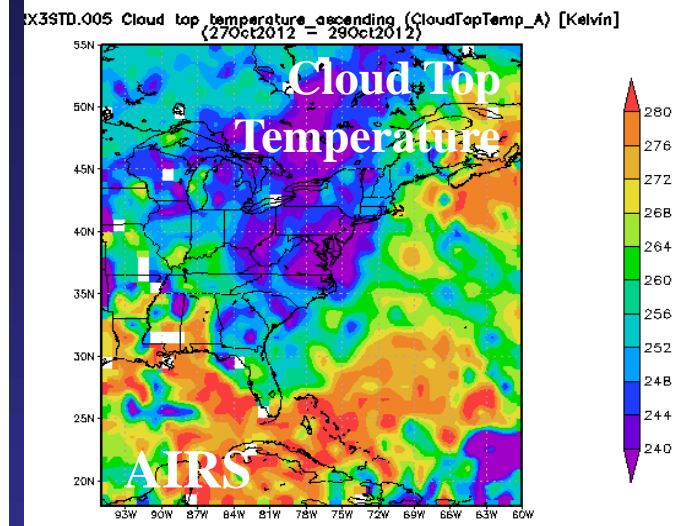 X3STD.005 Cloud top temperature_ascending (CloudTopTemp_A) [Kelvin]
(27Oct2012 – 29Oct2012)
Cloud Top
Temperature
55N
50N
45N
40N
35N
30N
25N
20N
280
276
272
268
264
260
256
252
248
244
240
AIRS
93W 90W 87W 84W 81W 78W 75W 72W 69W 66W 63W 60W